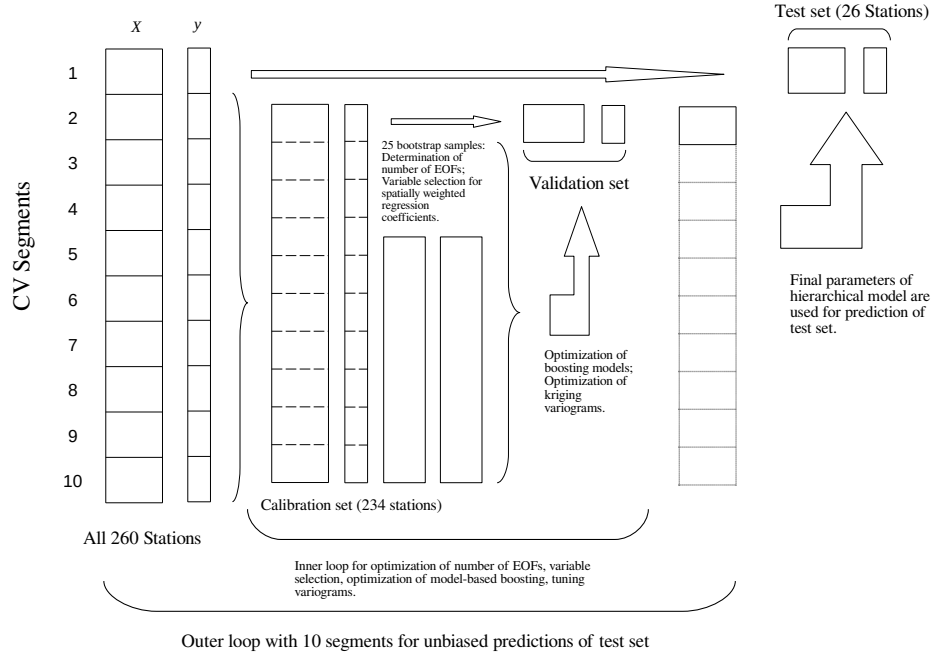 Test set (26 Stations)
X
y
CV Segments
1
2
3
4
5
6
7
8
9
10
25 bootstrap samples:
Determination of
number of EOFs;
Variable selection for
spatially weighted
regression
coefficients.
Validation set
Optimization of
boosting models;
Optimization of
kriging
variograms.
Final parameters of
hierarchical model are
used for prediction of
test set.
Calibration set (234 stations)
All 260 Stations
Inner loop for optimization of number of EOFs, variable
selection, optimization of model-based boosting, tuning
variograms.
Outer loop with 10 segments for unbiased predictions of test set